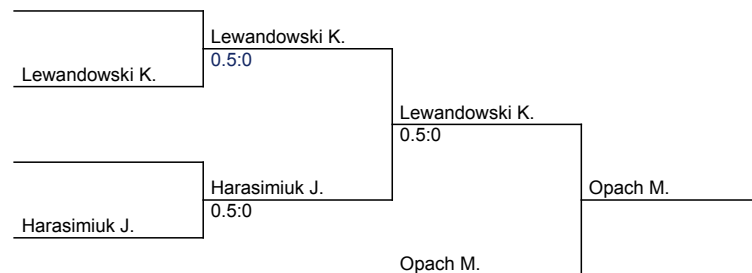 Lewandowski K.
Lewandowski K.
0.5:0
Lewandowski K.
0.5:0
Harasimiuk J.
Harasimiuk J.
0.5:0
Opach M.
Opach M.